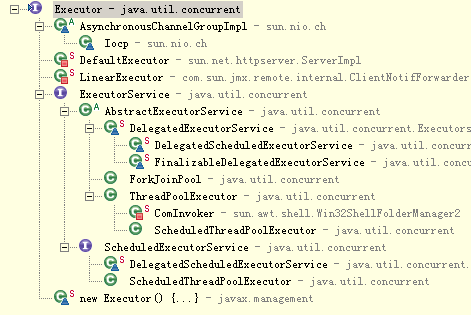 Executor - java.util.concurrent
AsynchronousChannelGroupImpl - sun.nio.ch
Iocp - sun.nio.ch
DefaultExecutor - sun.net.httpserver.ServerImpl
LinearExecutor - com.sun.jmx.remote.internal.ClientNotifForwarder
ExecutorService - java.util.concurrent
AbstractExecutorService - java.util.concurrent
DelegatedExecutorService - java.util.concurrent.Executors
DelegatedScheduledExecutorService - java.util.concurrent
FinalizableDelegatedExecutorService - java.util.concurrent
ForkJoinPool - java.util.concurrent
ThreadPoolExecutor - java.util.concurrent
ComInvoker - sun.awt.shell.Win32ShellFolderManager2
ScheduledThreadPoolExecutor - java.util.concurrent
ScheduledExecutorService - java.util.concurrent
DelegatedScheduledExecutorService - java.util.concurrent
ScheduledThreadPoolExecutor - java.util.concurrent
new Executor() {...} - javax.management